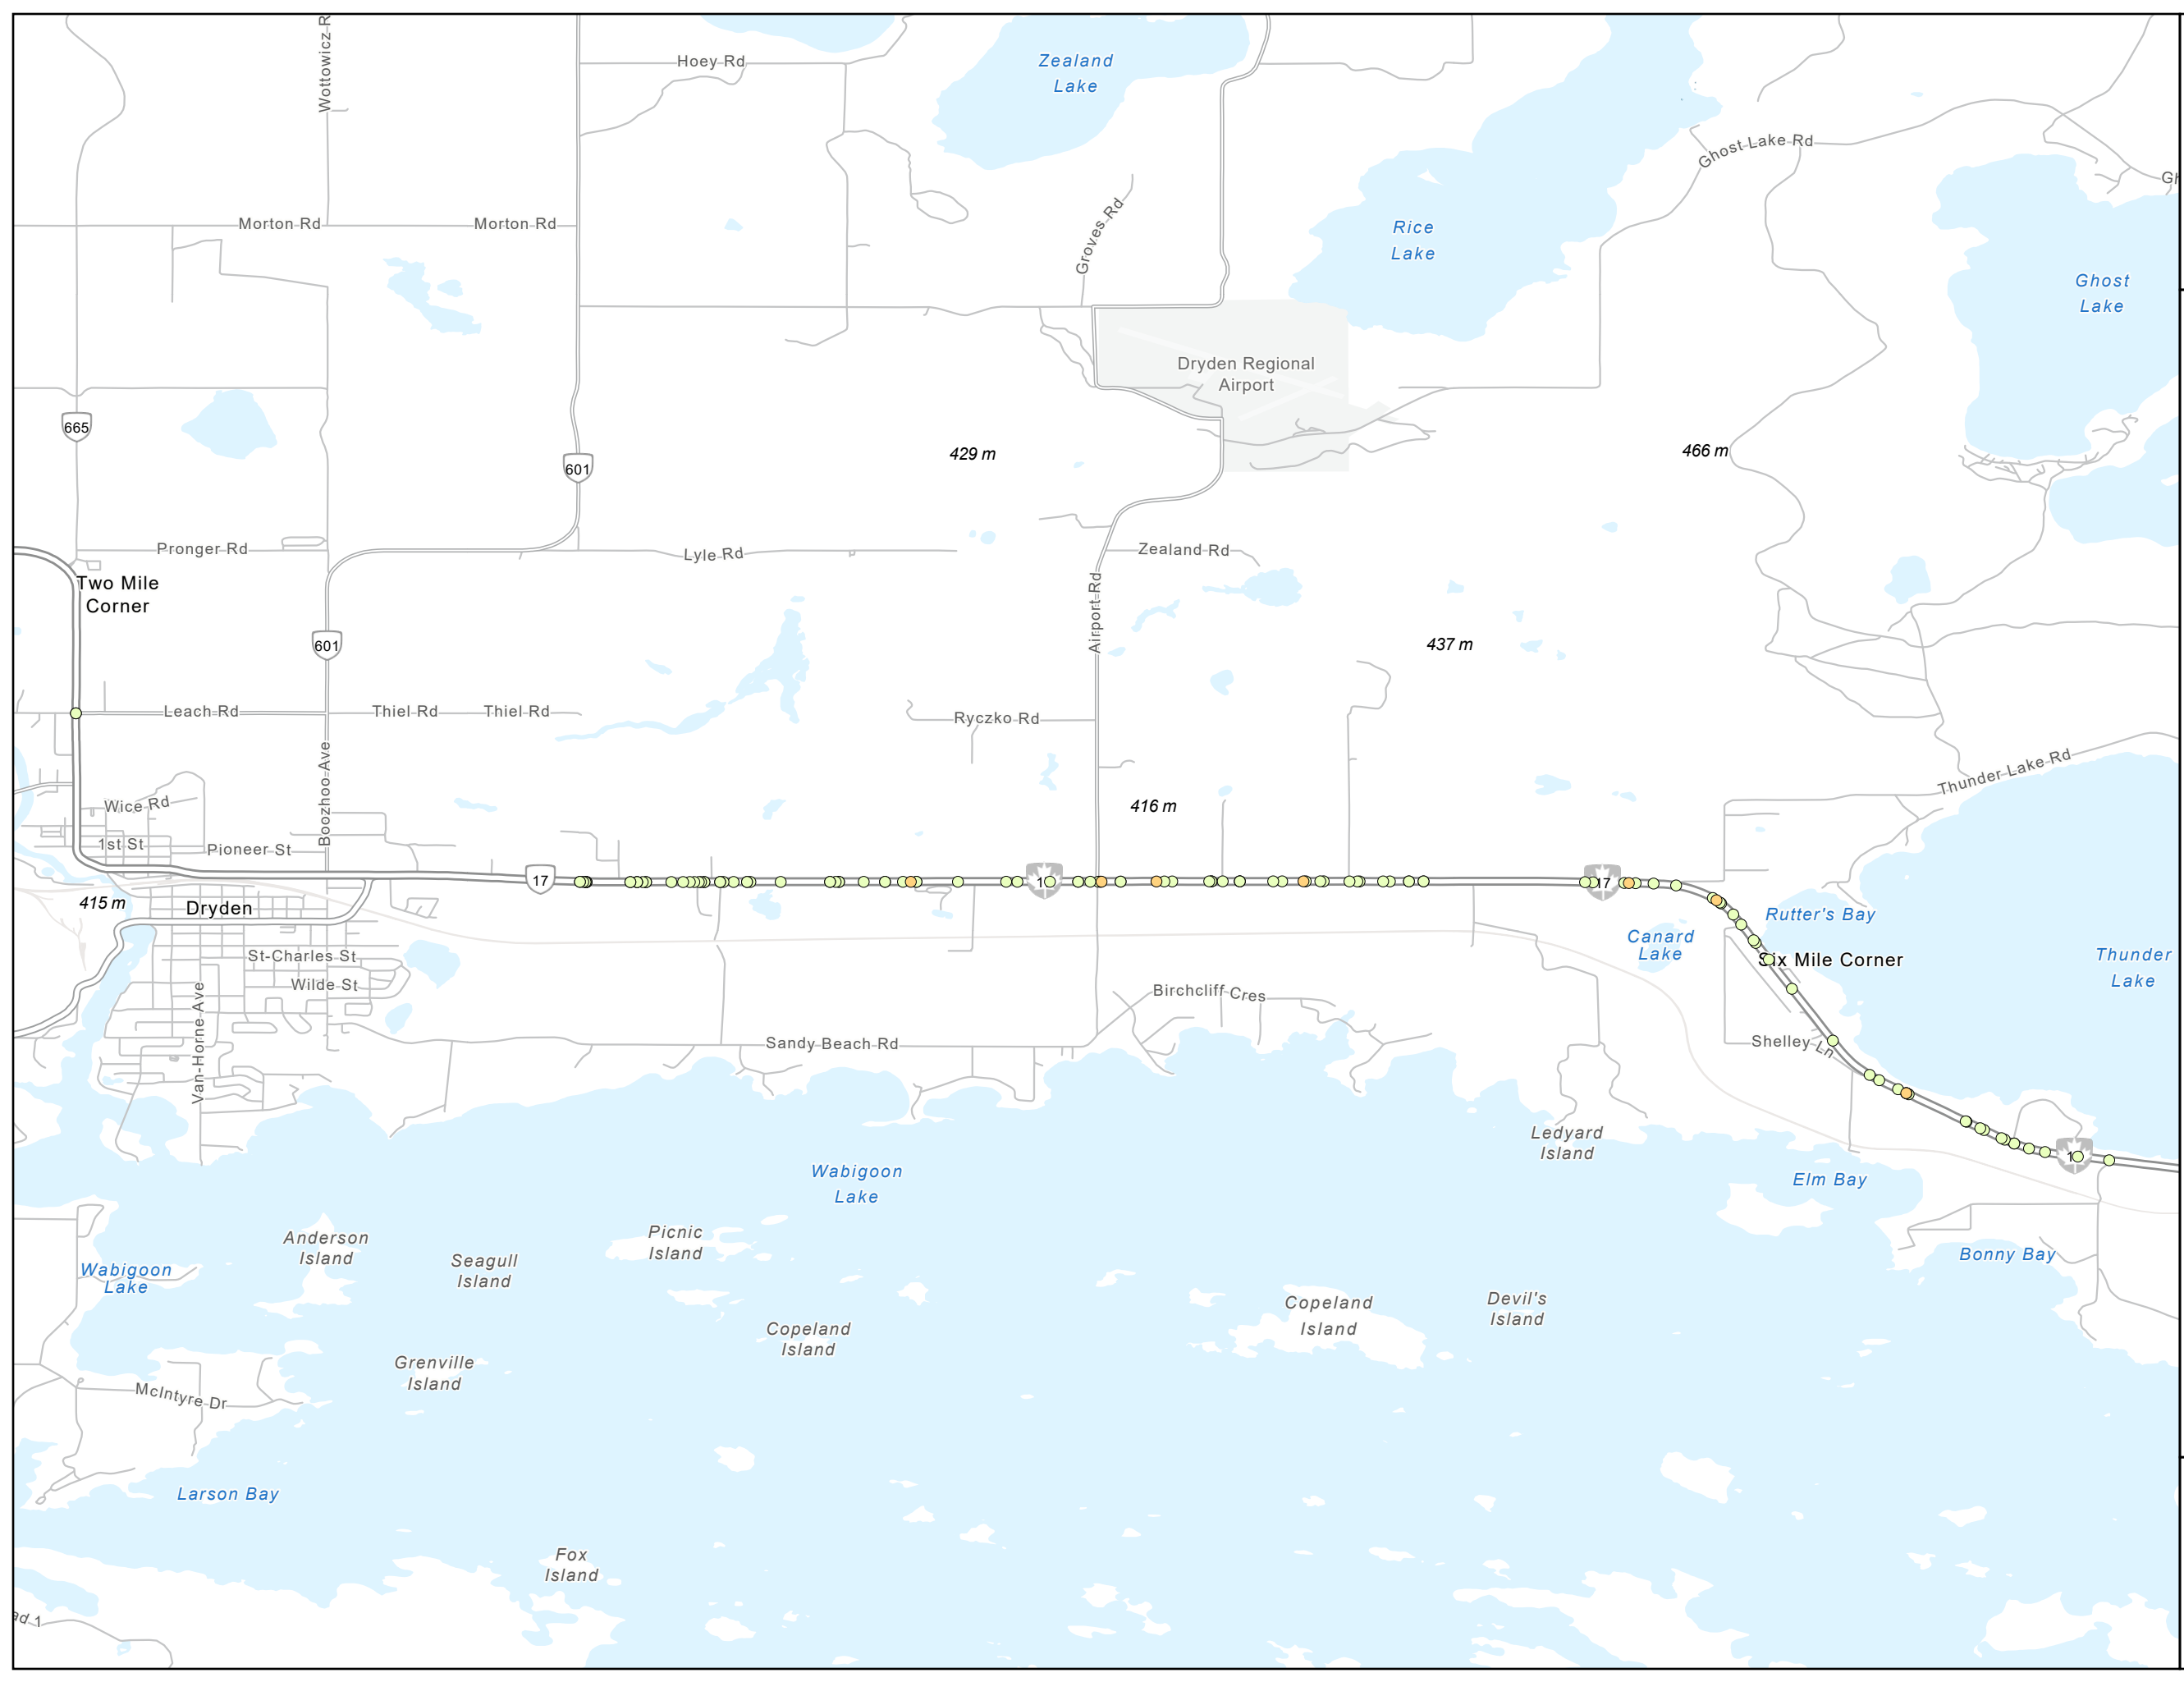 Wottowicz-R
Hoey Rd
Zealand
Lake
Ghost Lake Rd
Gh
Morton Rd
Morton Rd
Groves Rd
Rice
Lake
Ghost
Lake
Dryden Regional
Airport
665
601
429 m
466 m
Pronger Rd
Lyle Rd
Zealand Rd
Two Mile
Corner
Airport Rd
601
437 m
Leach Rd
Thiel Rd
Thiel Rd
Ryczko Rd
Thunder Lake Rd
Wice Rd
Boozhoo Ave
416 m
1st St
Pioneer St
17
1
17
415 m
Dryden
Rutter's Bay
Canard
Lake
Six Mile Corner
Thunder
Lake
St-Charles St
Wilde St
Birchcliff Cres
Van-Horne Ave
Sandy Beach Rd
Shelley Ln
Ledyard
Island
1
Wabigoon
Lake
Elm Bay
Anderson
Island
Picnic
Island
Seagull
Island
Bonny Bay
Wabigoon
Lake
Copeland
Island
Devil's
Island
Copeland
Island
Grenville
Island
McIntyre Dr
Larson Bay
Fox
Island
ad 1